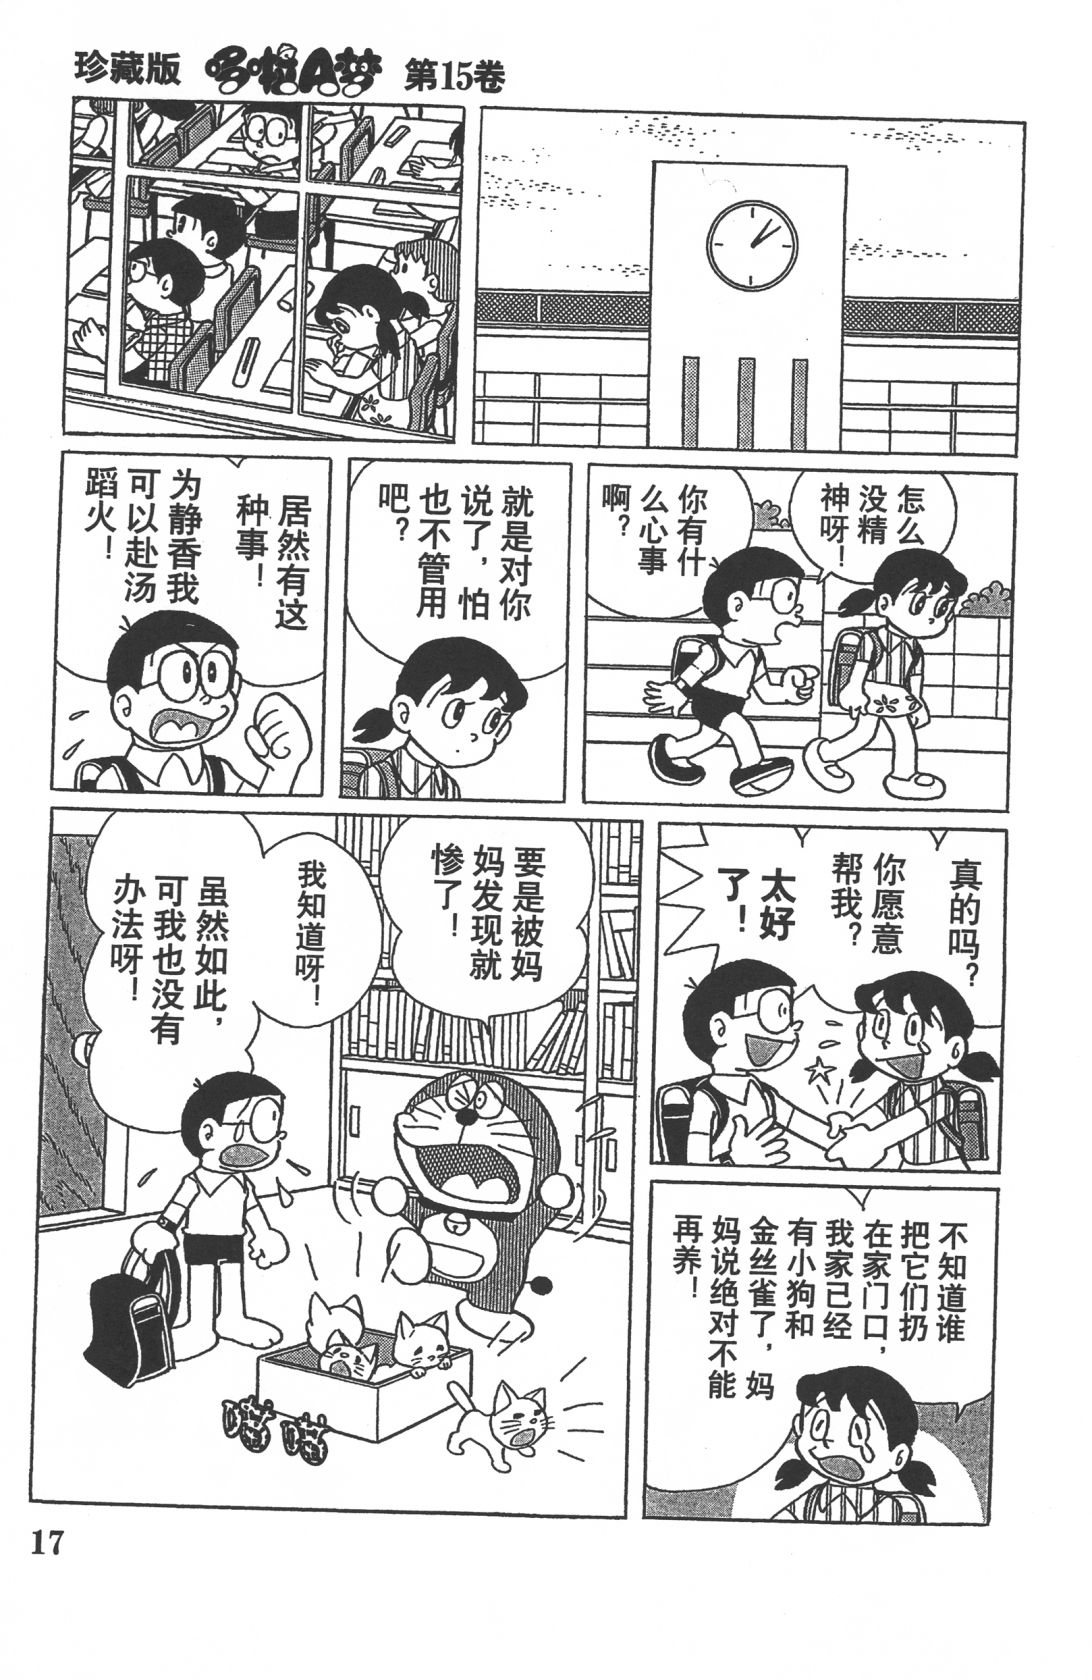 珍藏版 哆啦A梦 第15卷
怎么
没精
神呀！
你有什
么心事
啊？
就是对你
说了，怕
也不管用
吧？
居然有这
种事！
为静香我
可以赴汤
蹈火！
真的吗？
你愿意
帮我？
太好
了！
不知道谁
把它们扔
在家门口，
我家已经
有小狗和
金丝雀了，妈
妈说绝对不能
再养！
要是被妈
妈发现就
惨了！
我知道呀！
虽然如此，
可我也没有
办法呀！
喵喵
17